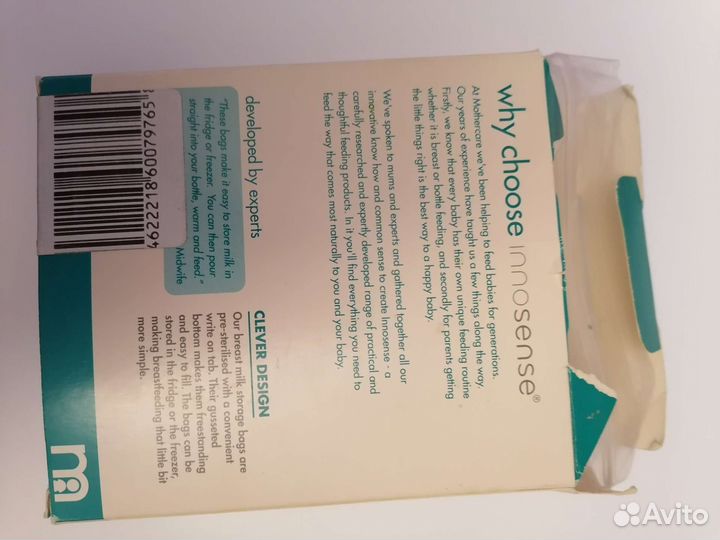 why choose innosense®
At Mothercare we've been helping to feed babies for generations.
Our years of experience have taught us a few things along the way.
Firstly, we know that every baby has their own unique feeding routine
whether it is breast or bottle feeding, and secondly for parents getting
the little things right is the best way to a happy baby.
We've spoken to mums and experts and gathered together all our
innovative know how and common sense to create Innosense - a
carefully researched and expertly developed range of practical and
thoughtful feeding products. In it you'll find everything you need to
feed the way that comes most naturally to you and your baby.
developed by experts
"These bags make it easy to store milk in
the fridge or freezer. You can then pour
straight into your bottle, warm and feed."
Midwife
CLEVER DESIGN
Our breast milk storage bags are
pre-sterilised with a convenient
write on tab. Their gusseted
bottom makes them freestanding
and easy to fill. The bags can be
stored in the fridge or the freezer,
making breastfeeding that little bit
more simple.
m
Avito